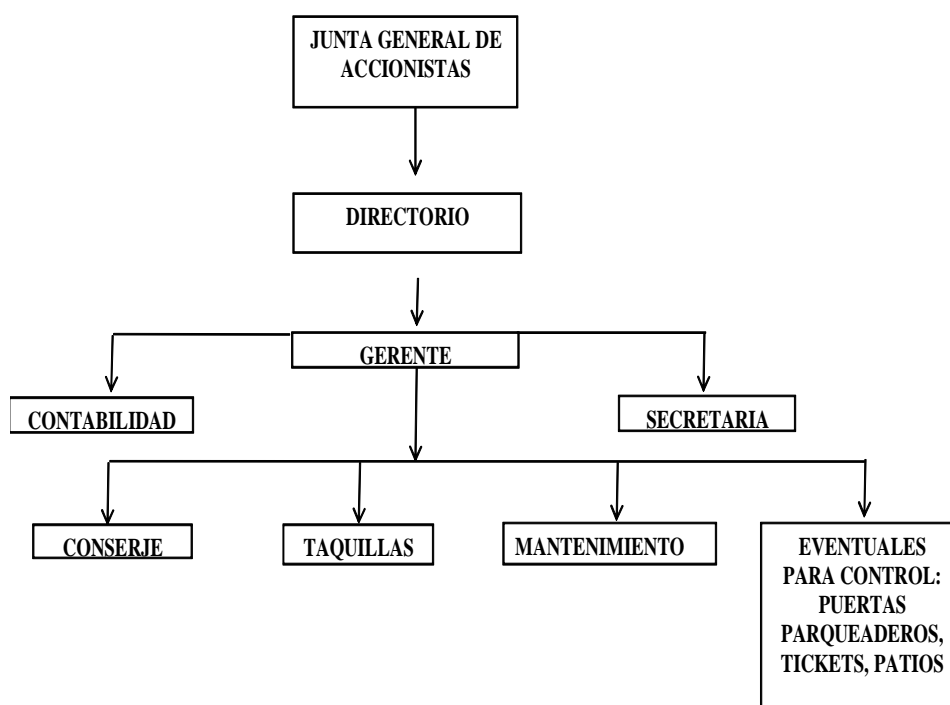 JUNTA GENERAL DE
ACCIONISTAS
DIRECTORIO
GERENTE
CONTABILIDAD
SECRETARIA
CONSERJE
TAQUILLAS
MANTENIMIENTO
EVENTUALES
PARA CONTROL:
PUERTAS
PARQUEADEROS,
TICKETS, PATIOS